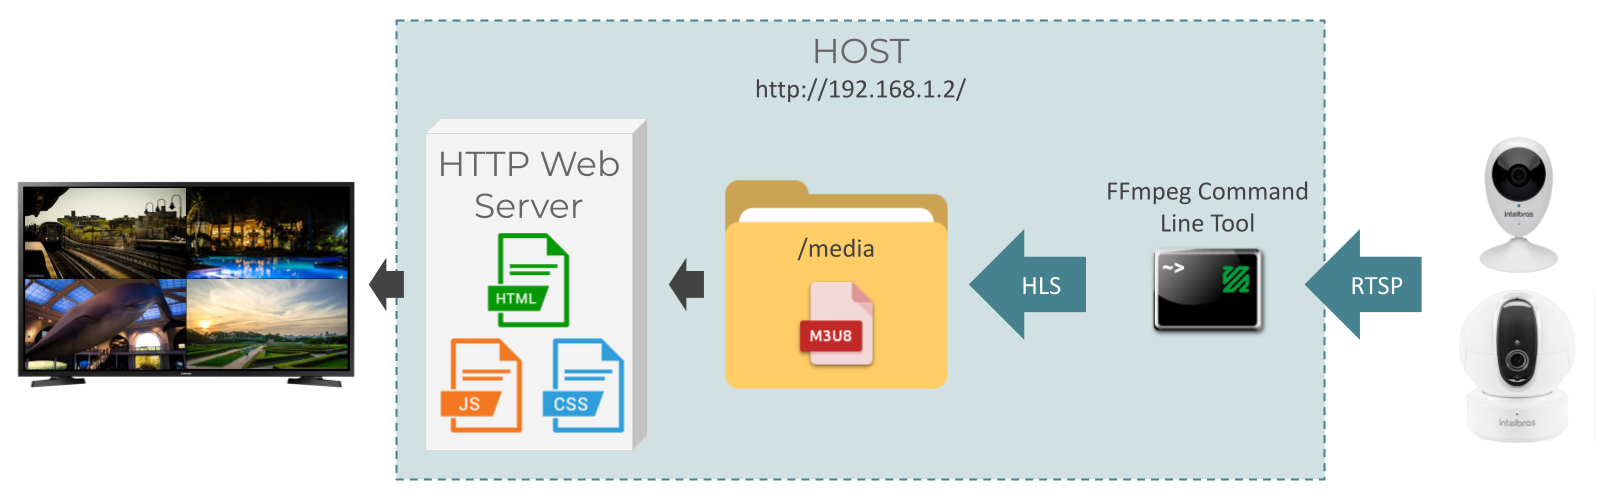 HOST
http://192.168.1.2/
HTTP Web
Server
HTML
JS
CSS
/media
M3U8
HLS
FFmpeg Command
Line Tool
~>
RTSP
intelbras
intelbras